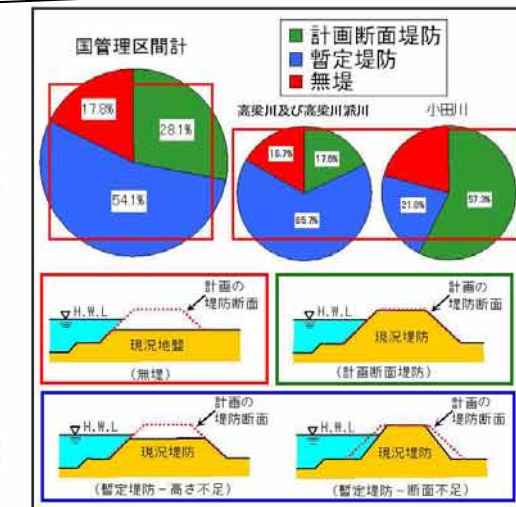 国管理区間計
計画断面堤防
暫定堤防
無堤
17.8%
28.1%
54.1%
高梁川及び高梁川派川
16.7%
17.6%
65.7%
小田川
21.0%
57.3%
計画の
堤防断面
H.W.L
現況地盤
(無堤)
計画の
堤防断面
H.W.L
現況堤防
(計画断面堤防)
計画の
堤防断面
H.W.L
現況堤防
(暫定堤防-高さ不足)
計画の
堤防断面
H.W.L
現況堤防
(暫定堤防-断面不足)